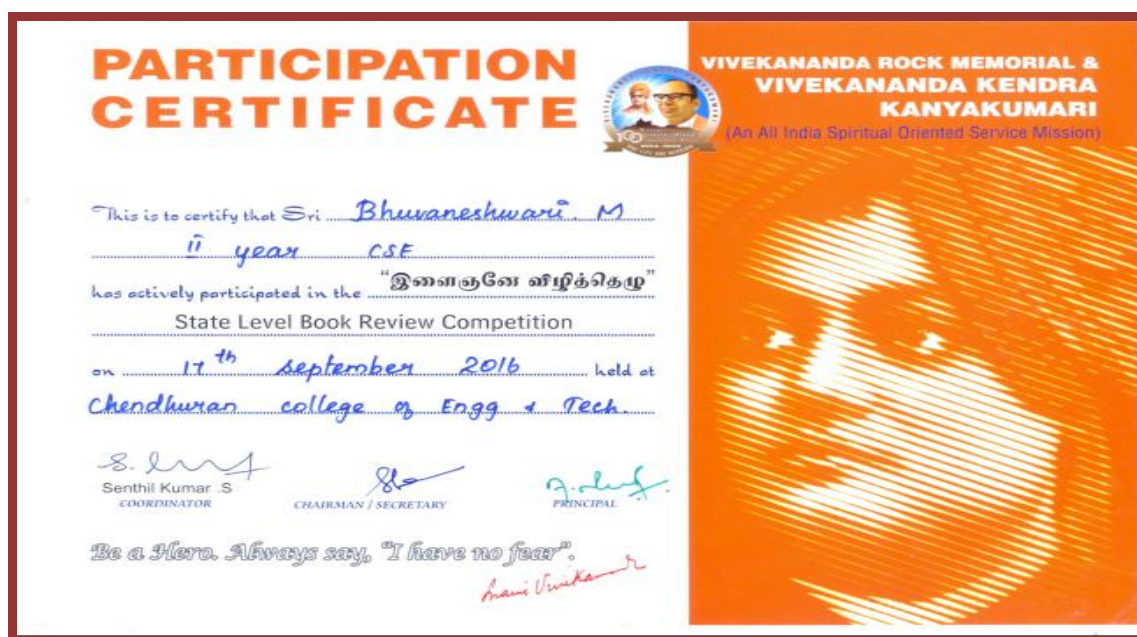 PARTICIPATION
CERTIFICATE
VIVEKANANDA ROCK MEMORIAL &
VIVEKANANDA KENDRA
KANYAKUMARI
(An All India Spiritual Oriented Service Mission)
This is to certify that Sri Bhuvaneshwari. M
II year CSE
has actively participated in the "இளைஞனே விழித்தெழு"
State Level Book Review Competition
on 17th September 2016 held at
Chendhuran college of Engg & Tech.
Senthil Kumar .S
COORDINATOR
CHAIRMAN / SECRETARY
PRINCIPAL
Be a Hero. Always say, "I have no fear".